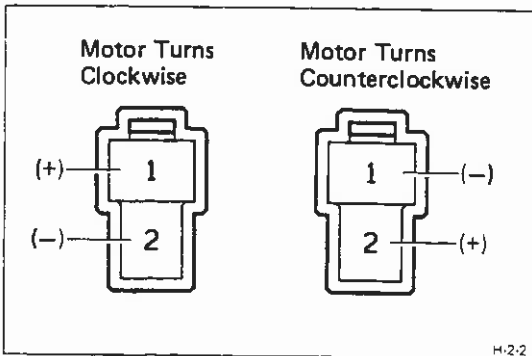 Motor Turns
Clockwise
Motor Turns
Counterclockwise
(+) 1
(−) 2
1 (−)
2 (+)
H-2-2